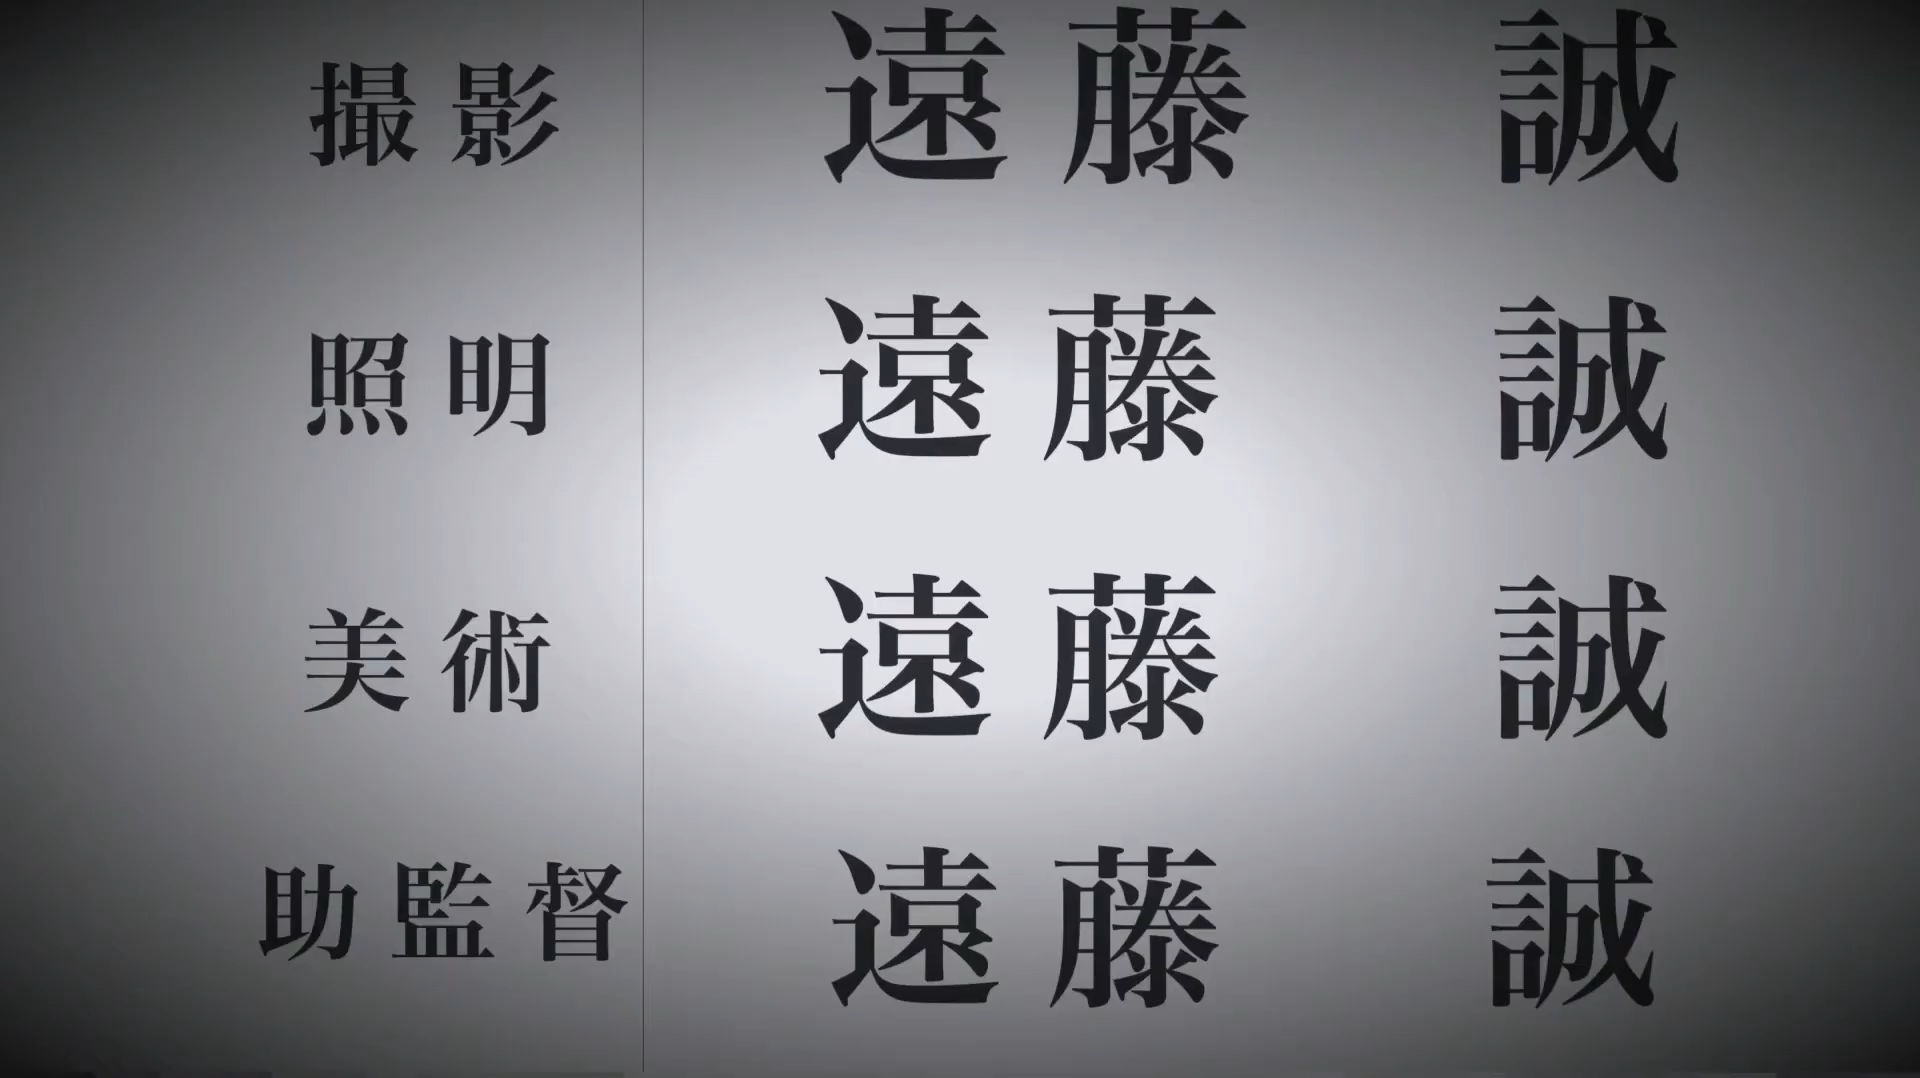 撮影 遠藤 誠
照明 遠藤 誠
美術 遠藤 誠
助監督 遠藤 誠